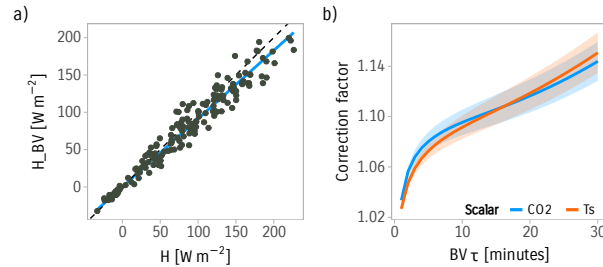 a)
200
150
100
50
0
H_BV [W m−2]
0 50 100 150 200
H [W m−2]
b)
1.14
1.10
1.06
1.02
Correction factor
Scalar CO2 Ts
0 10 20 30
BV τ [minutes]